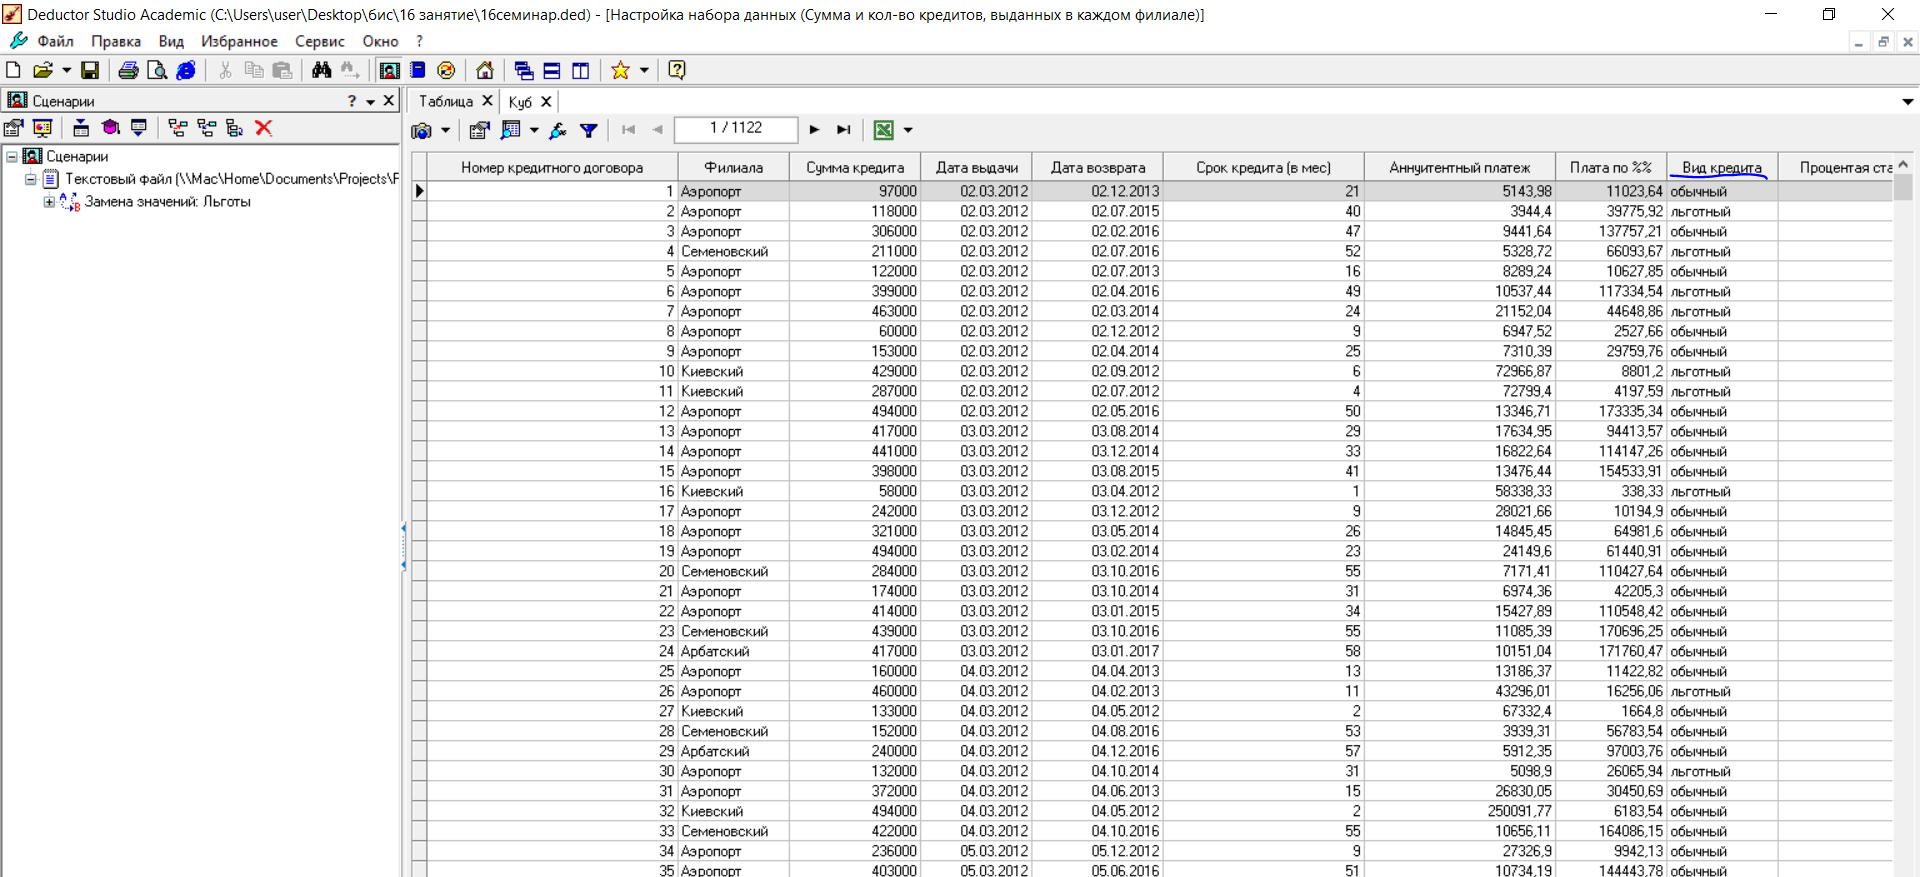 Deductor Studio Academic (C:\Users\user\Desktop\бис\16 занятие\16семинар.ded) - [Настройка набора данных (Сумма и кол-во кредитов, выданных в каждом филиале)]
Файл Правка Вид Избранное Сервис Окно ?
Сценарии ?
Таблица Куб
1 / 1122
Сценарии
Текстовый файл (\\Mac\Home\Documents\Projects\F
Замена значений: Льготы
Номер кредитного договора Филиала Сумма кредита Дата выдачи Дата возврата Срок кредита (в мес) Аннуитентный платеж Плата по %% Вид кредита Процентая ста
1 Аэропорт 97000 02.03.2012 02.12.2013 21 5143,98 11023,64 обычный
2 Аэропорт 118000 02.03.2012 02.07.2015 40 3944,4 39775,92 льготный
3 Аэропорт 306000 02.03.2012 02.02.2016 47 9441,64 137757,21 обычный
4 Семеновский 211000 02.03.2012 02.07.2016 52 5328,72 66093,67 льготный
5 Аэропорт 122000 02.03.2012 02.07.2013 16 8289,24 10627,85 обычный
6 Аэропорт 399000 02.03.2012 02.04.2016 49 10537,44 117334,54 льготный
7 Аэропорт 463000 02.03.2012 02.03.2014 24 21152,04 44648,86 льготный
8 Аэропорт 60000 02.03.2012 02.12.2012 9 6947,52 2527,66 обычный
9 Аэропорт 153000 02.03.2012 02.04.2014 25 7310,39 29759,76 обычный
10 Киевский 429000 02.03.2012 02.09.2012 6 72966,87 8801,2 льготный
11 Киевский 287000 02.03.2012 02.07.2012 4 72799,4 4197,59 льготный
12 Аэропорт 494000 02.03.2012 02.05.2016 50 13346,71 173335,34 обычный
13 Аэропорт 417000 03.03.2012 03.08.2014 29 17634,95 94413,57 обычный
14 Аэропорт 441000 03.03.2012 03.12.2014 33 16822,64 114147,26 обычный
15 Аэропорт 398000 03.03.2012 03.08.2015 41 13476,44 154533,91 обычный
16 Киевский 58000 03.03.2012 03.04.2012 1 58338,33 338,33 льготный
17 Аэропорт 242000 03.03.2012 03.12.2012 9 28021,66 10194,9 обычный
18 Аэропорт 321000 03.03.2012 03.05.2014 26 14845,45 64981,6 обычный
19 Аэропорт 494000 03.03.2012 03.02.2014 23 24149,6 61440,91 обычный
20 Семеновский 284000 03.03.2012 03.10.2016 55 7171,41 110427,64 обычный
21 Аэропорт 174000 03.03.2012 03.10.2014 31 6974,36 42205,3 обычный
22 Аэропорт 414000 03.03.2012 03.01.2015 34 15427,89 110548,42 обычный
23 Семеновский 439000 03.03.2012 03.10.2016 55 11085,39 170696,25 обычный
24 Арбатский 417000 03.03.2012 03.01.2017 58 10151,04 171760,47 обычный
25 Аэропорт 160000 04.03.2012 04.04.2013 13 13186,37 11422,82 обычный
26 Аэропорт 460000 04.03.2012 04.02.2013 11 43296,01 16256,06 льготный
27 Киевский 133000 04.03.2012 04.05.2012 2 67332,4 1664,8 обычный
28 Семеновский 152000 04.03.2012 04.08.2016 53 3939,31 56783,54 обычный
29 Арбатский 240000 04.03.2012 04.12.2016 57 5912,35 97003,76 обычный
30 Аэропорт 132000 04.03.2012 04.10.2014 31 5098,9 26065,94 льготный
31 Аэропорт 372000 04.03.2012 04.06.2013 15 26830,05 30450,69 обычный
32 Киевский 494000 04.03.2012 04.05.2012 2 250091,77 6183,54 обычный
33 Семеновский 422000 04.03.2012 04.10.2016 55 10656,11 164086,15 обычный
34 Аэропорт 236000 05.03.2012 05.12.2012 9 27326,9 9942,13 обычный
35 Аэропорт 403000 05.03.2012 05.06.2016 51 10734,19 144443,78 обычный